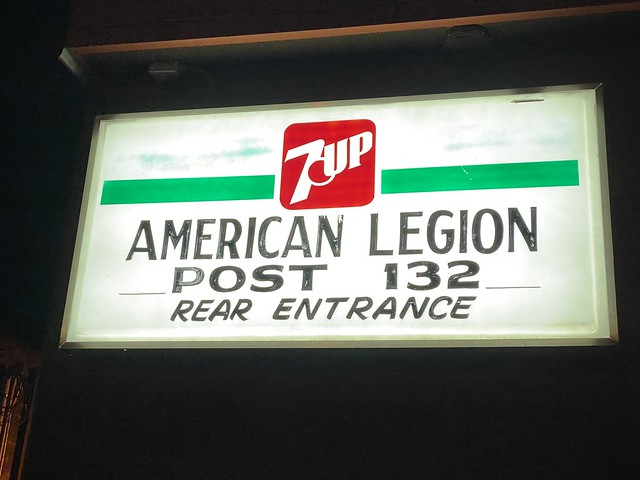 7UP
AMERICAN LEGION
POST 132
REAR ENTRANCE